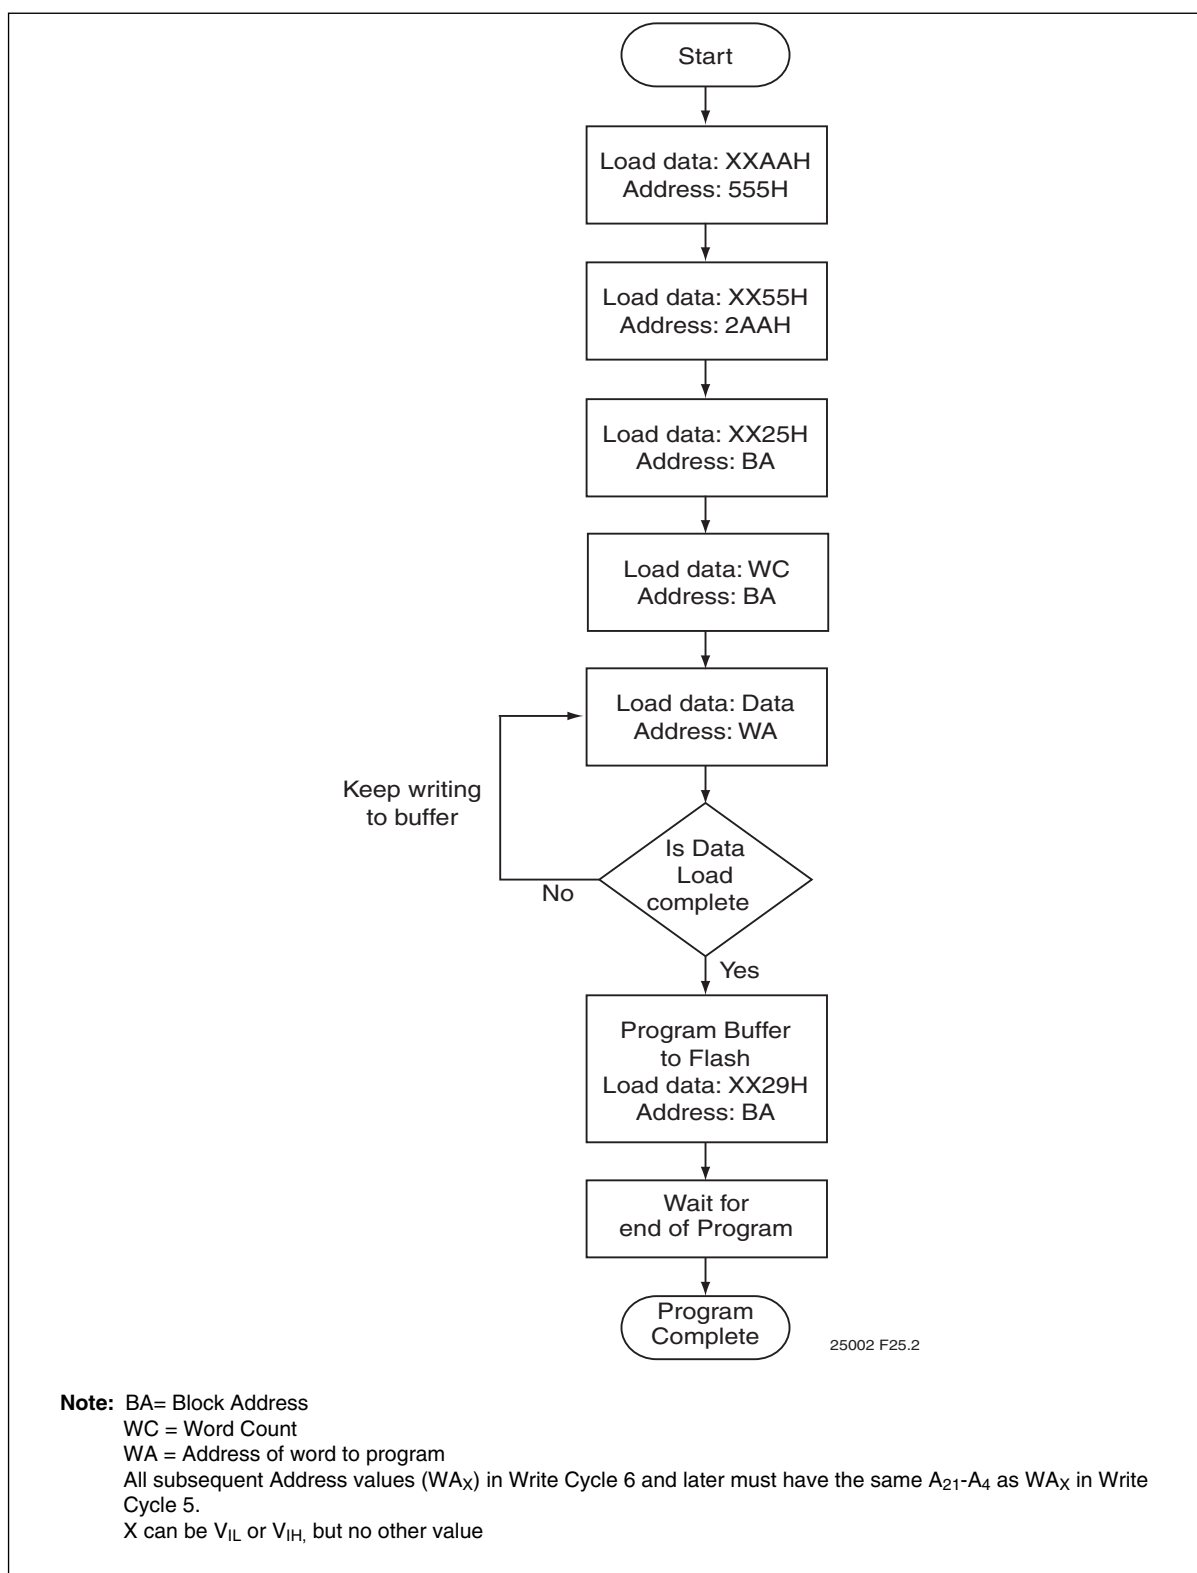 Start
Load data: XXAAH
Address: 555H
Load data: XX55H
Address: 2AAH
Load data: XX25H
Address: BA
Load data: WC
Address: BA
Load data: Data
Address: WA
Keep writing
to buffer
Is Data
Load
complete
No
Yes
Program Buffer
to Flash
Load data: XX29H
Address: BA
Wait for
end of Program
Program
Complete
25002 F25.2
Note: BA= Block Address
WC = Word Count
WA = Address of word to program
All subsequent Address values (WAX) in Write Cycle 6 and later must have the same A21-A4 as WAX in Write
Cycle 5.
X can be VIL or VIH, but no other value